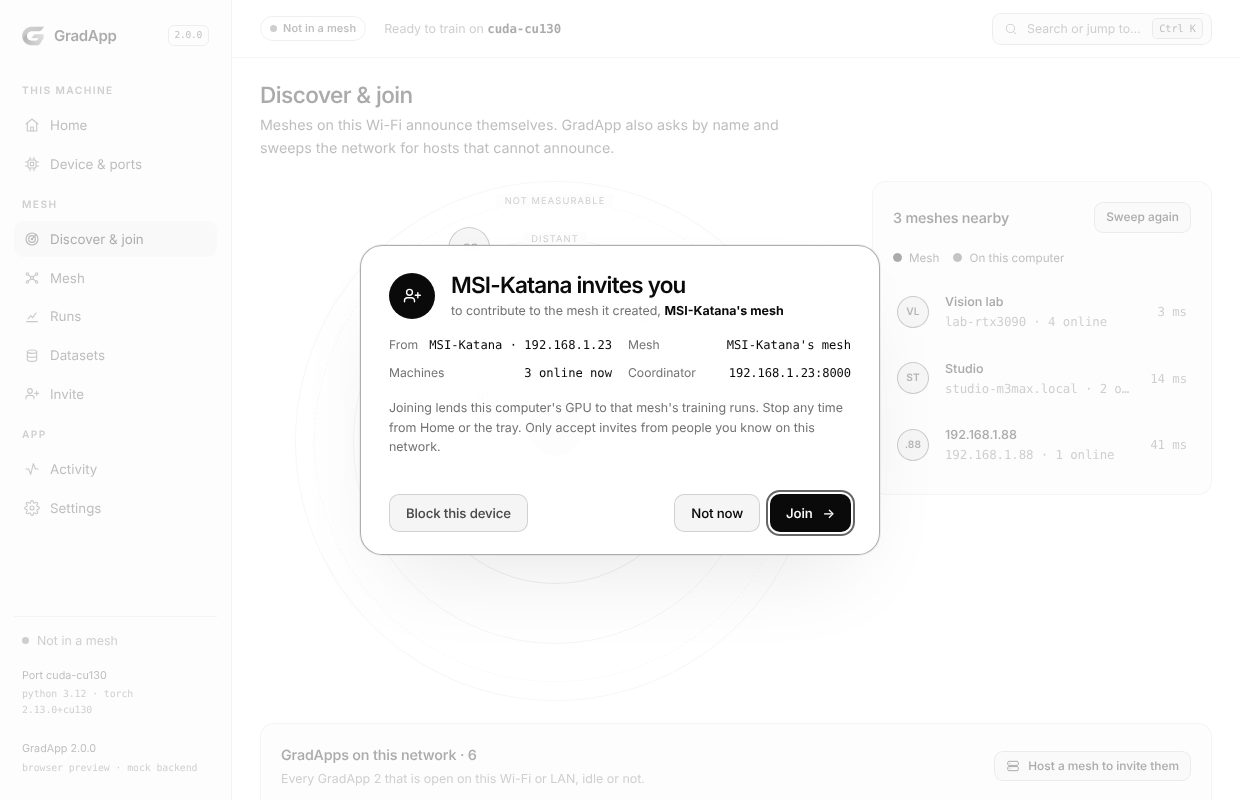 GradApp 2.0.0
THIS MACHINE
Home
Device & ports
MESH
Discover & join
Mesh
Runs
Datasets
Invite
APP
Activity
Settings
Not in a mesh
Port cuda-cu130
python 3.12 · torch
2.13.0+cu130
GradApp 2.0.0
browser preview · mock backend
Not in a mesh
Ready to train on cuda-cu130
Search or jump to... Ctrl K
Discover & join
Meshes on this Wi-Fi announce themselves. GradApp also asks by name and
sweeps the network for hosts that cannot announce.
NOT MEASURABLE
DISTANT
MSI-Katana invites you
to contribute to the mesh it created, MSI-Katana's mesh
From MSI-Katana · 192.168.1.23 Mesh MSI-Katana's mesh
Machines 3 online now Coordinator 192.168.1.23:8000
Joining lends this computer's GPU to that mesh's training runs. Stop any time
from Home or the tray. Only accept invites from people you know on this
network.
Block this device Not now Join →
3 meshes nearby Sweep again
Mesh On this computer
VL Vision lab
lab-rtx3090 · 4 online 3 ms
ST Studio
studio-m3max.local · 2 o… 14 ms
.88 192.168.1.88
192.168.1.88 · 1 online 41 ms
GradApps on this network · 6
Every GradApp 2 that is open on this Wi-Fi or LAN, idle or not.
Host a mesh to invite them